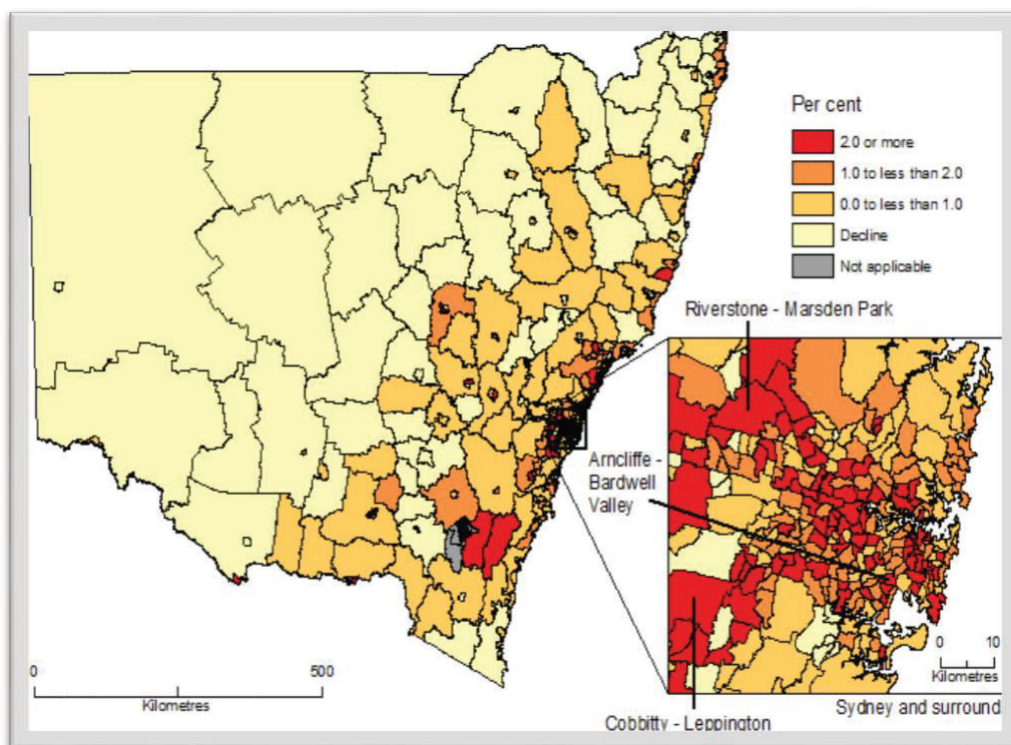 Per cent
2.0 or more
1.0 to less than 2.0
0.0 to less than 1.0
Decline
Not applicable
Riverstone - Marsden Park
Arncliffe -
Bardwell
Valley
0 500
Kilometres
0 10
Kilometres
Sydney and surround
Cobbitty - Leppington